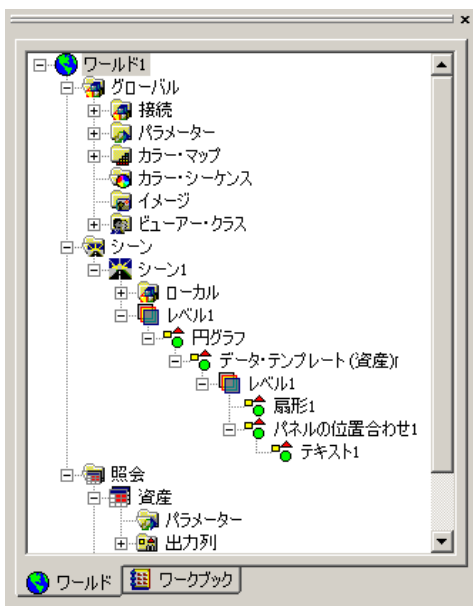 ワールド1
グローバル
接続
パラメーター
カラー・マップ
カラー・シーケンス
イメージ
ビューアー・クラス
シーン
シーン1
ローカル
レベル1
円グラフ
データ・テンプレート (資産)
レベル1
扇形1
パネルの位置合わせ1
テキスト1
照会
資産
パラメーター
出力列
ワールド ワークブック